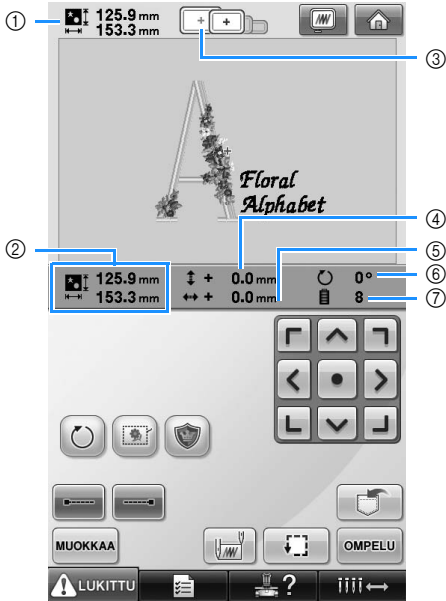 ① 125.9 mm
153.3 mm
③
Floral
Alphabet
④
②
⑤
125.9 mm + 0.0 mm 0° ⑥
153.3 mm + 0.0 mm 8 ⑦
MUOKKAA OMPELU
LUKITTU ?